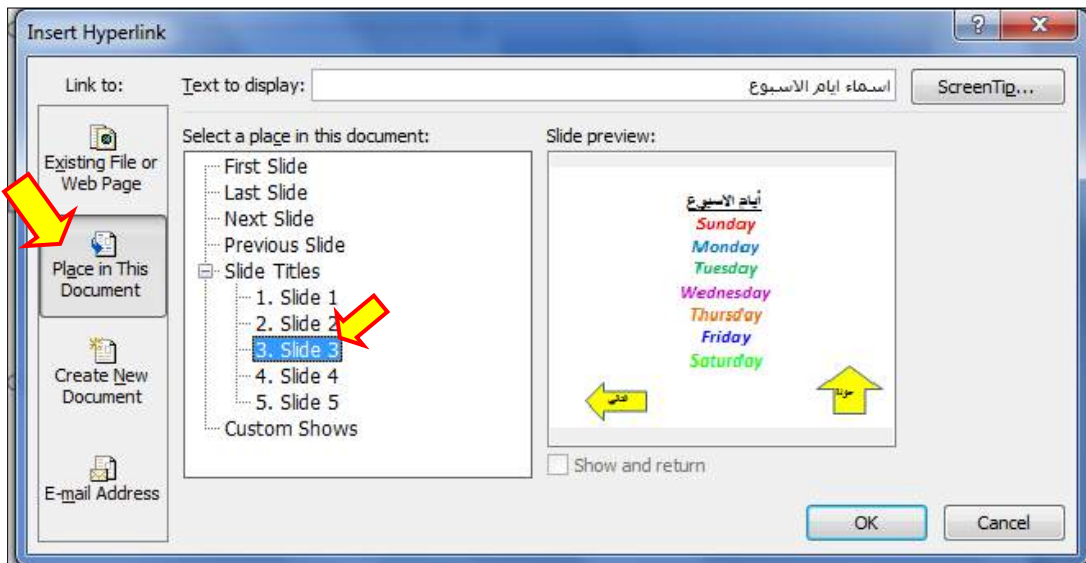 Insert Hyperlink
Link to:
Text to display:
اسماء ايام الاسبوع
ScreenTip...
Existing File or
Web Page
Place in This
Document
Create New
Document
E-mail Address
Select a place in this document:
First Slide
Last Slide
Next Slide
Previous Slide
Slide Titles
1. Slide 1
2. Slide 2
3. Slide 3
4. Slide 4
5. Slide 5
Custom Shows
Slide preview:
أيام الاسبوع
Sunday
Monday
Tuesday
Wednesday
Thursday
Friday
Saturday
التالي
Show and return
OK
Cancel